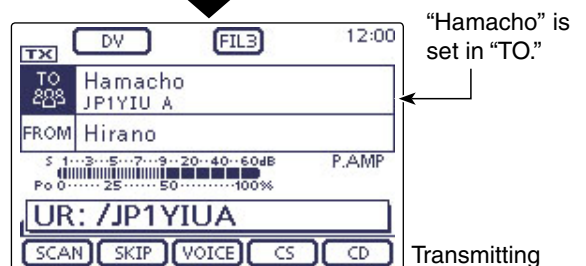 DV FIL3 12:00
TX
TO Hamacho
JP1YIU A
FROM Hirano
S 1··3··5··7··9··20··40··60dB P.AMP
Po 0······25······50·········100%
UR: /JP1YIUA
SCAN SKIP VOICE CS CD
“Hamacho” is
set in “TO.”
Transmitting